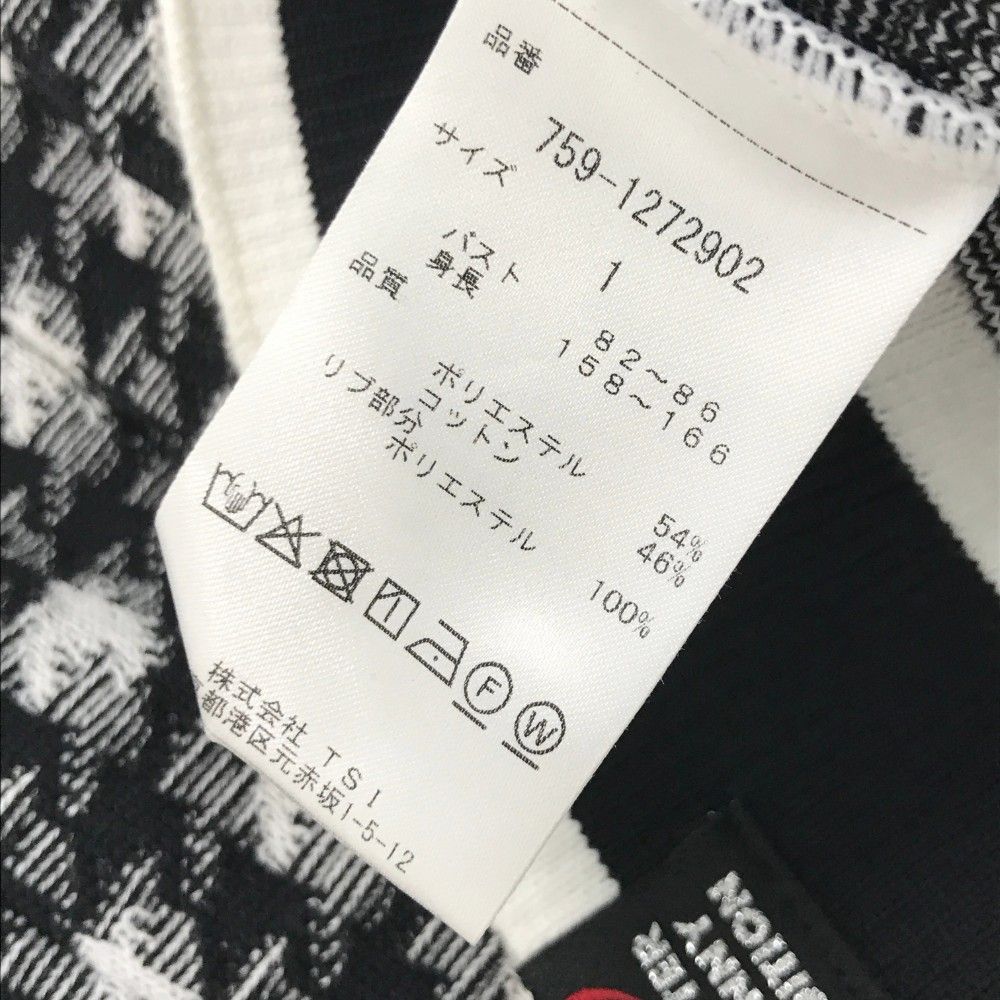 品番
759-1272902
サイズ
1
バスト 82～86
身長 158～166
品質
ポリエステル 54%
コットン 46%
リブ部分
ポリエステル 100%
F W
株式会社 TSI
京都港区元赤坂1-5-12